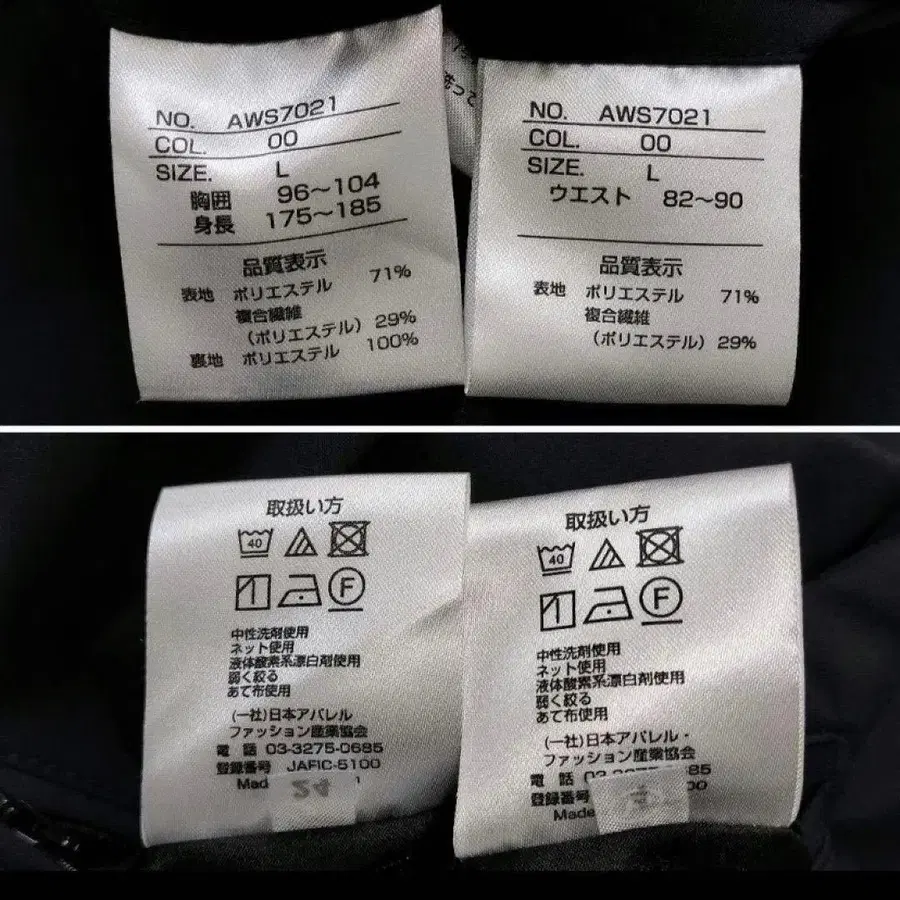 NO. AWS7021
COL. 00
SIZE. L
胸囲 96~104
身長 175~185
品質表示
表地 ポリエステル 71%
複合繊維
(ポリエステル) 29%
裏地 ポリエステル 100%
洗って
NO. AWS7021
COL. 00
SIZE. L
ウエスト 82~90
品質表示
表地 ポリエステル 71%
複合繊維
(ポリエステル) 29%
取扱い方
40
F
中性洗剤使用
ネット使用
液体酸素系漂白剤使用
弱く絞る
あて布使用
(一社)日本アパレル
ファッション産業協会
電話 03-3275-0685
登録番号 JAFIC-5100
Mad
24
取扱い方
40
F
中性洗剤使用
ネット使用
液体酸素系漂白剤使用
弱く絞る
あて布使用
(一社)日本アパレル・
ファッション産業協会
電話
登録番号
Made